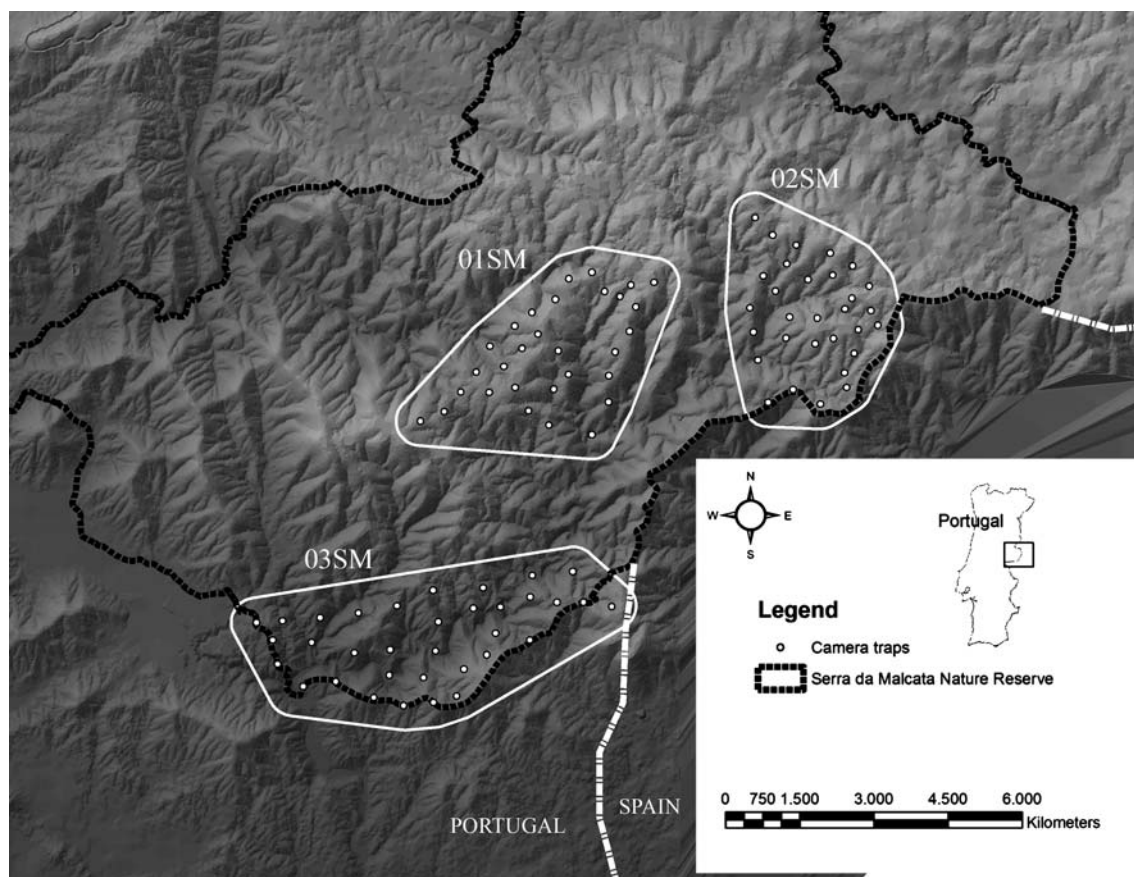 02SM
01SM
03SM
N
W E
S
Portugal
Legend
Camera traps
Serra da Malcata Nature Reserve
0 750 1.500 3.000 4.500 6.000
Kilometers
PORTUGAL
SPAIN